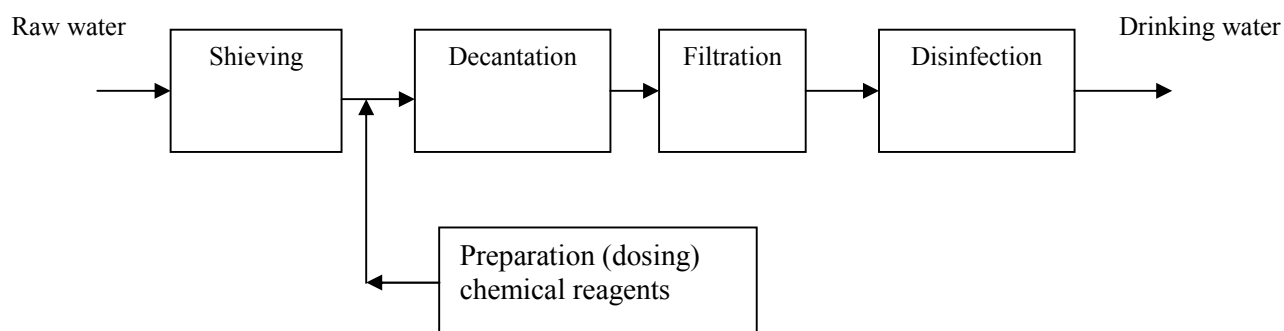 Raw water
Drinking water
Shieving
Decantation
Filtration
Disinfection
Preparation (dosing)
chemical reagents